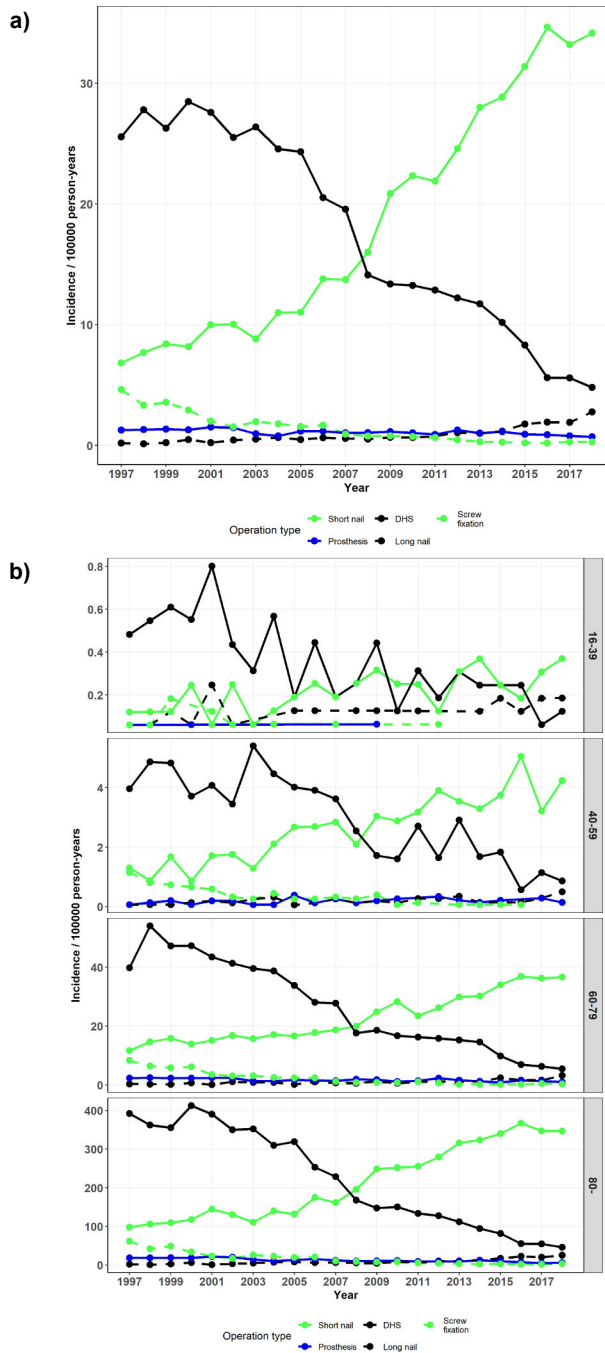 a)
Incidence / 100000 person-years
30
20
10
0
1997 1999 2001 2003 2005 2007 2009 2011 2013 2015 2017
Year
Operation type
Short nail DHS Screw
fixation
Prosthesis Long nail
b)
Incidence / 100000 person-years
0.8
0.6
0.4
0.2
16-39
4
2
0
40-59
40
20
0
60-79
400
300
200
100
0
80-
1997 1999 2001 2003 2005 2007 2009 2011 2013 2015 2017
Year
Operation type
Short nail DHS Screw
fixation
Prosthesis Long nail